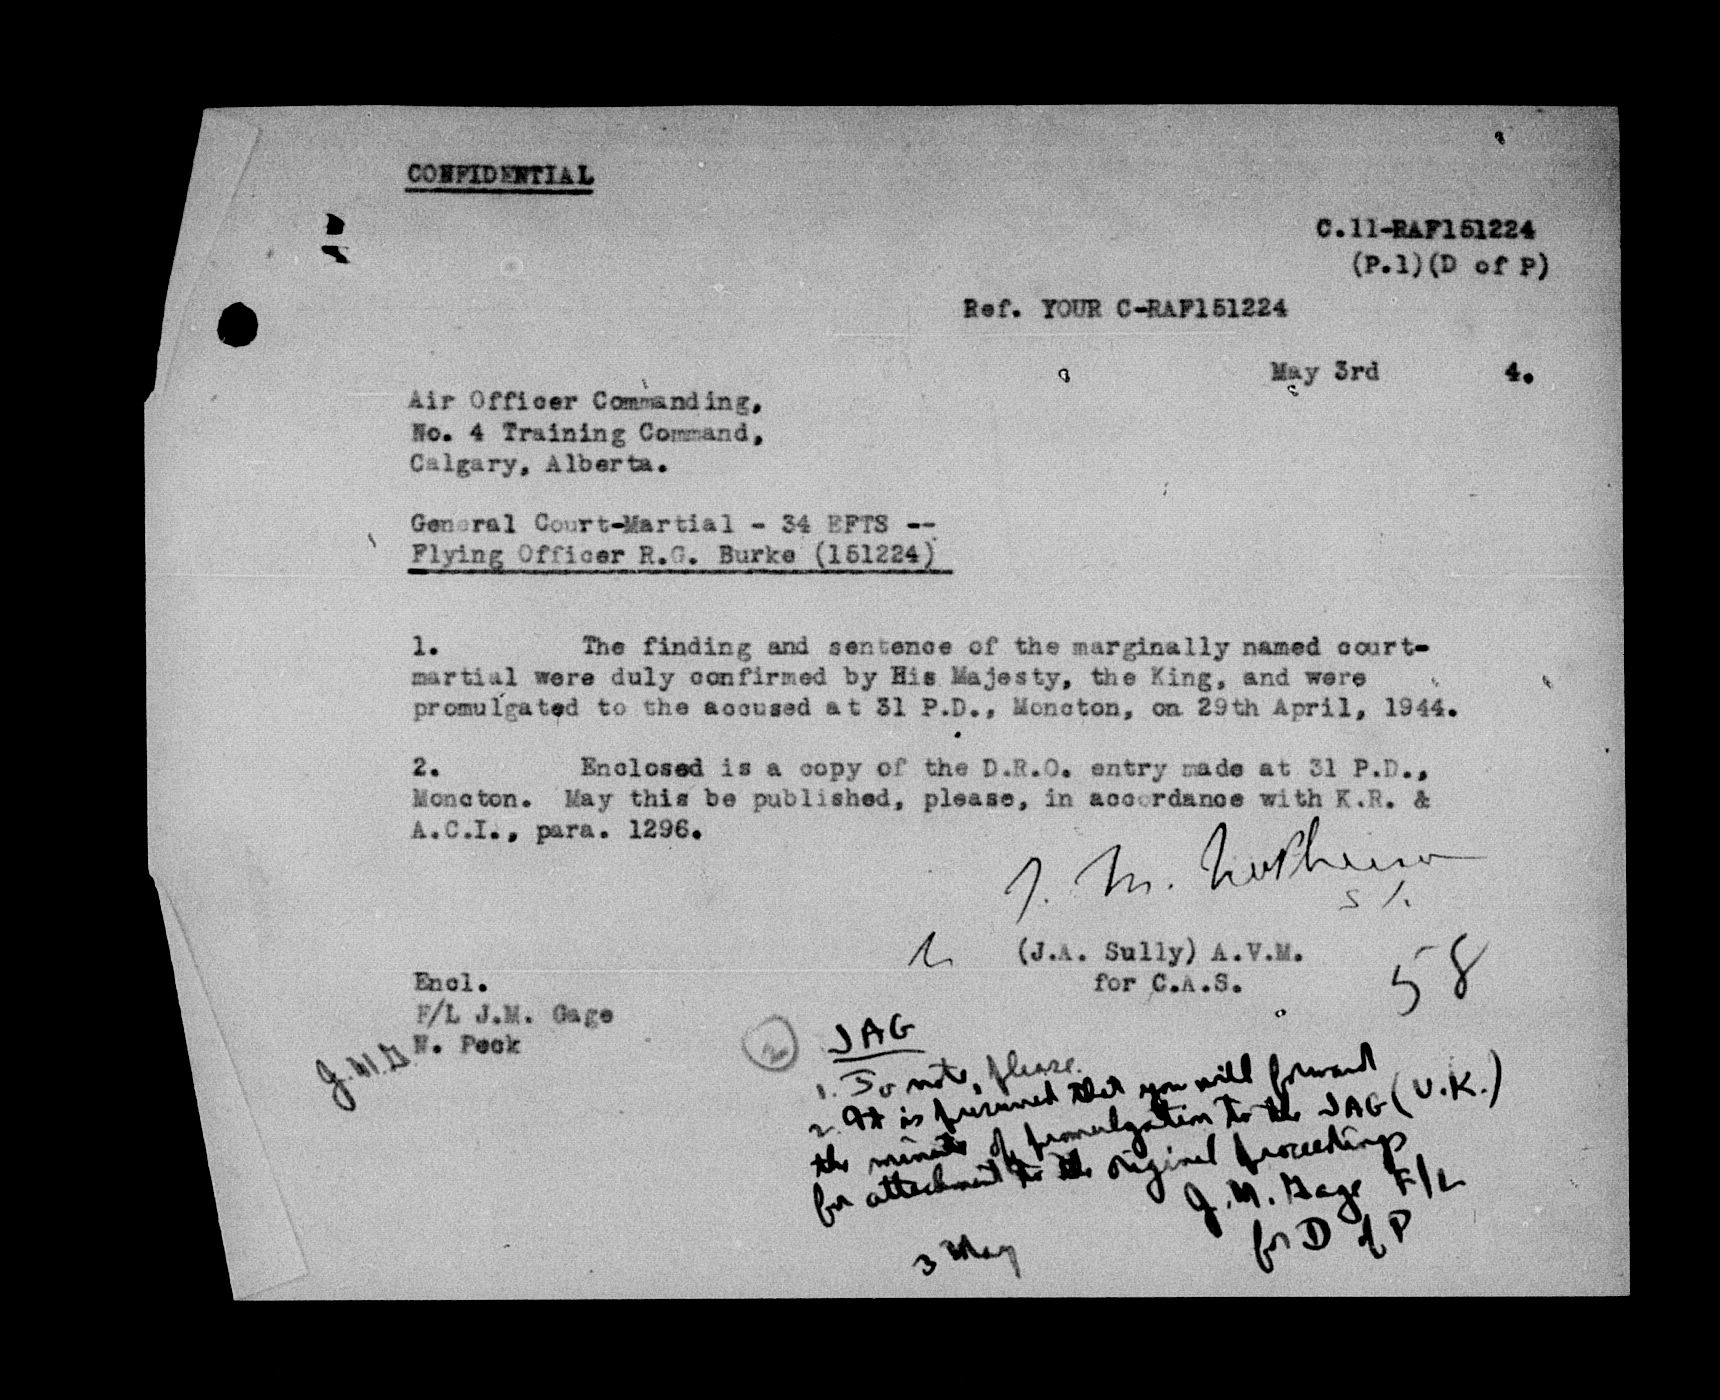 CONFIDENTIAL
C.11-RAF151224
(P.1)(D of P)
Ref. YOUR C-RAF151224
May 3rd 4.
Air Officer Commanding,
No. 4 Training Command,
Calgary, Alberta.
General Court-Martial - 34 EFTS --
Flying Officer R.G. Burke (151224)
1. The finding and sentence of the marginally named court-
martial were duly confirmed by His Majesty, the King, and were
promulgated to the accused at 31 P.D., Moncton, on 29th April, 1944.
2. Enclosed is a copy of the D.R.O. entry made at 31 P.D.,
Moncton. May this be published, please, in accordance with K.R. &
A.C.I., para. 1296.
(J.A. Sully) A.V.M.
for C.A.S.
58
Encl.
F/L J.M. Gage
N. Peck
J.M.G.
JAG
1. To note, please.
2. It is presumed that you will forward
the minute of promulgation to the JAG (U.K.)
for attachment to the original proceedings
J.M. Gage F/L
for D of P
3 May